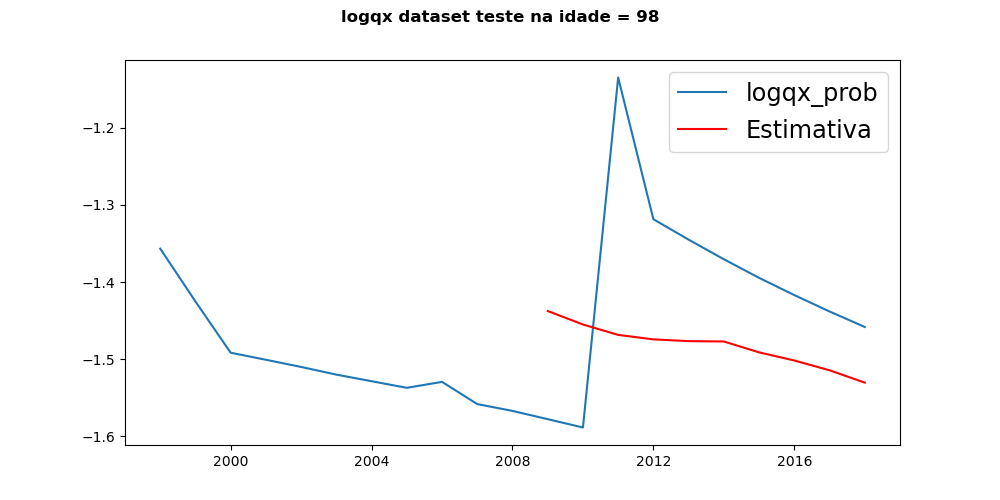 logqx dataset teste na idade = 98
logqx_prob
Estimativa
−1.2
−1.3
−1.4
−1.5
−1.6
2000 2004 2008 2012 2016